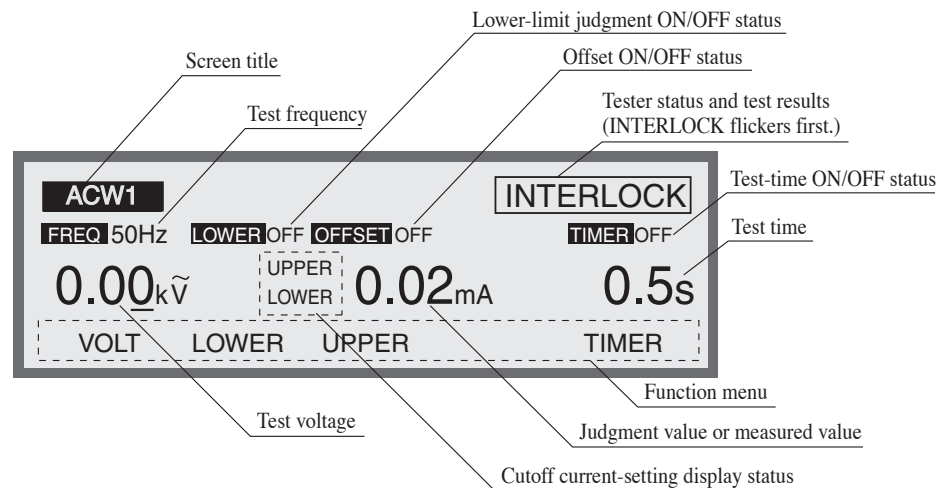 Lower-limit judgment ON/OFF status
Screen title
Offset ON/OFF status
Test frequency
Tester status and test results
(INTERLOCK flickers first.)
ACW1
INTERLOCK
Test-time ON/OFF status
FREQ 50Hz LOWER OFF OFFSET OFF TIMER OFF
Test time
0.00kṼ
UPPER
LOWER
0.02mA
0.5s
VOLT LOWER UPPER TIMER
Function menu
Test voltage
Judgment value or measured value
Cutoff current-setting display status